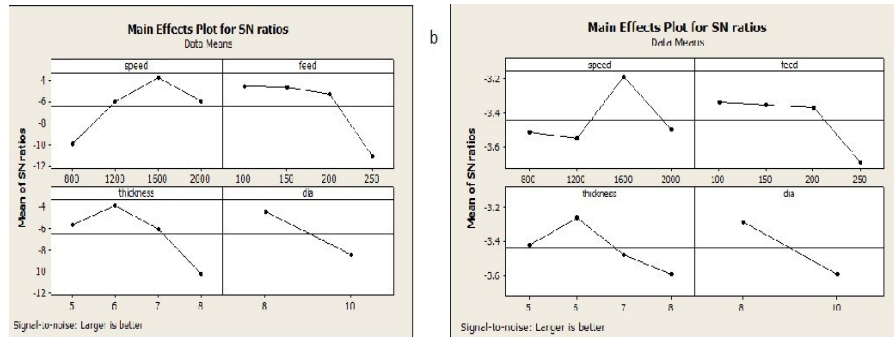 Main Effects Plot for SN ratios
Data Means
speed
feed
4
-6
-8
-10
-12
800 1200 1500 2000
100 150 200 250
thickness
dia
-4
-6
-8
10
-12
5 6 7 8
8 10
Mean of SN ratios
Signal-to-noise: Larger is better
b
Main Effects Plot for SN ratios
Data Means
speed
feed
-3.2
-3.4
-3.6
800 1200 1600 2000
100 150 200 250
thickness
dia
-3.2
-3.4
-3.6
5 6 7 8
8 10
Mean of SN ratios
Signal-to-noise: Larger is better